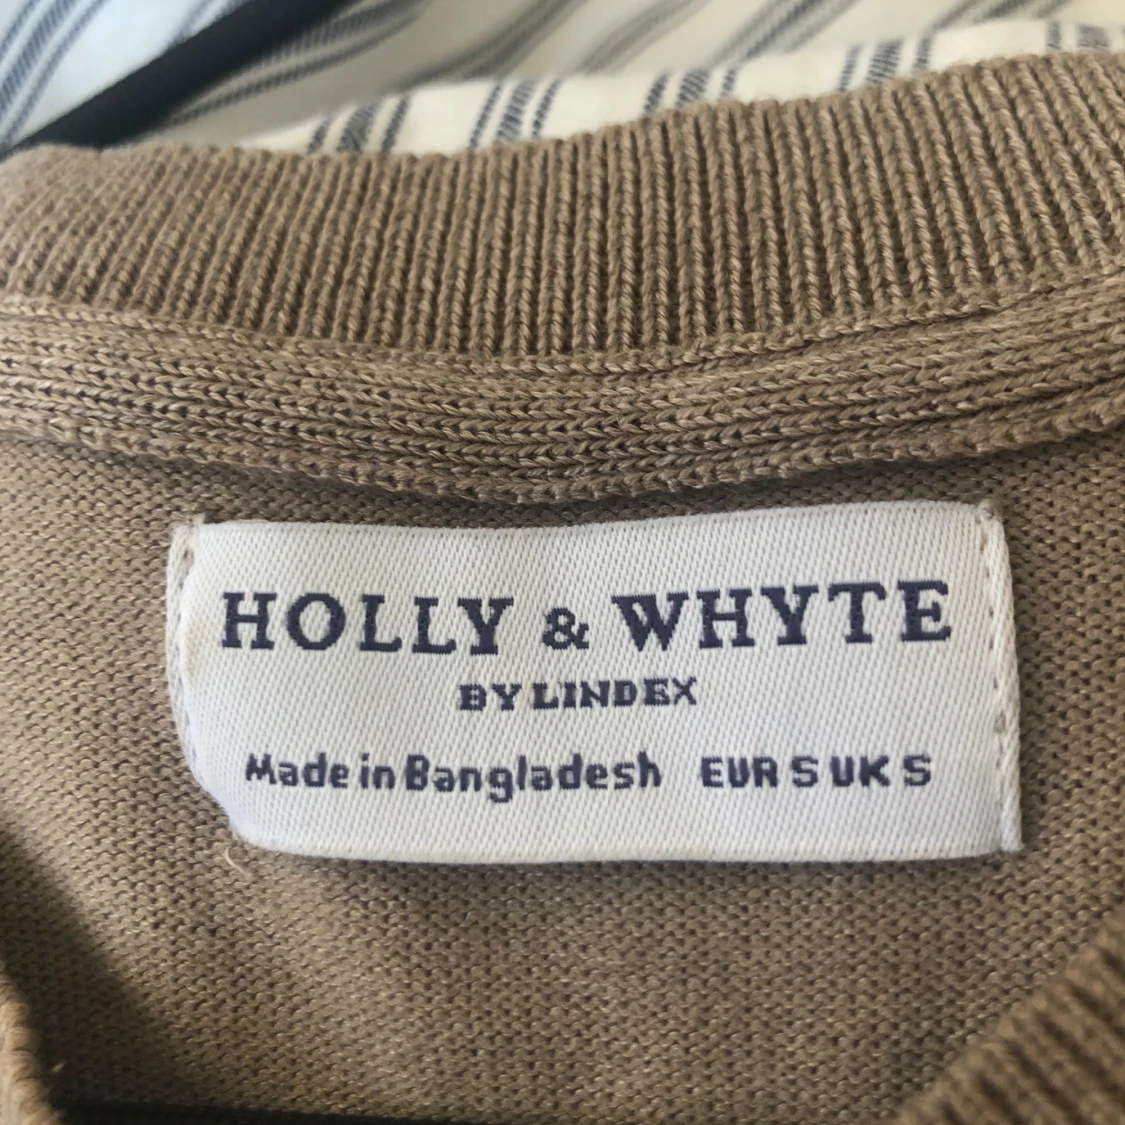 HOLLY & WHYTE
BY LINDEX
Made in Bangladesh EUR S UK S